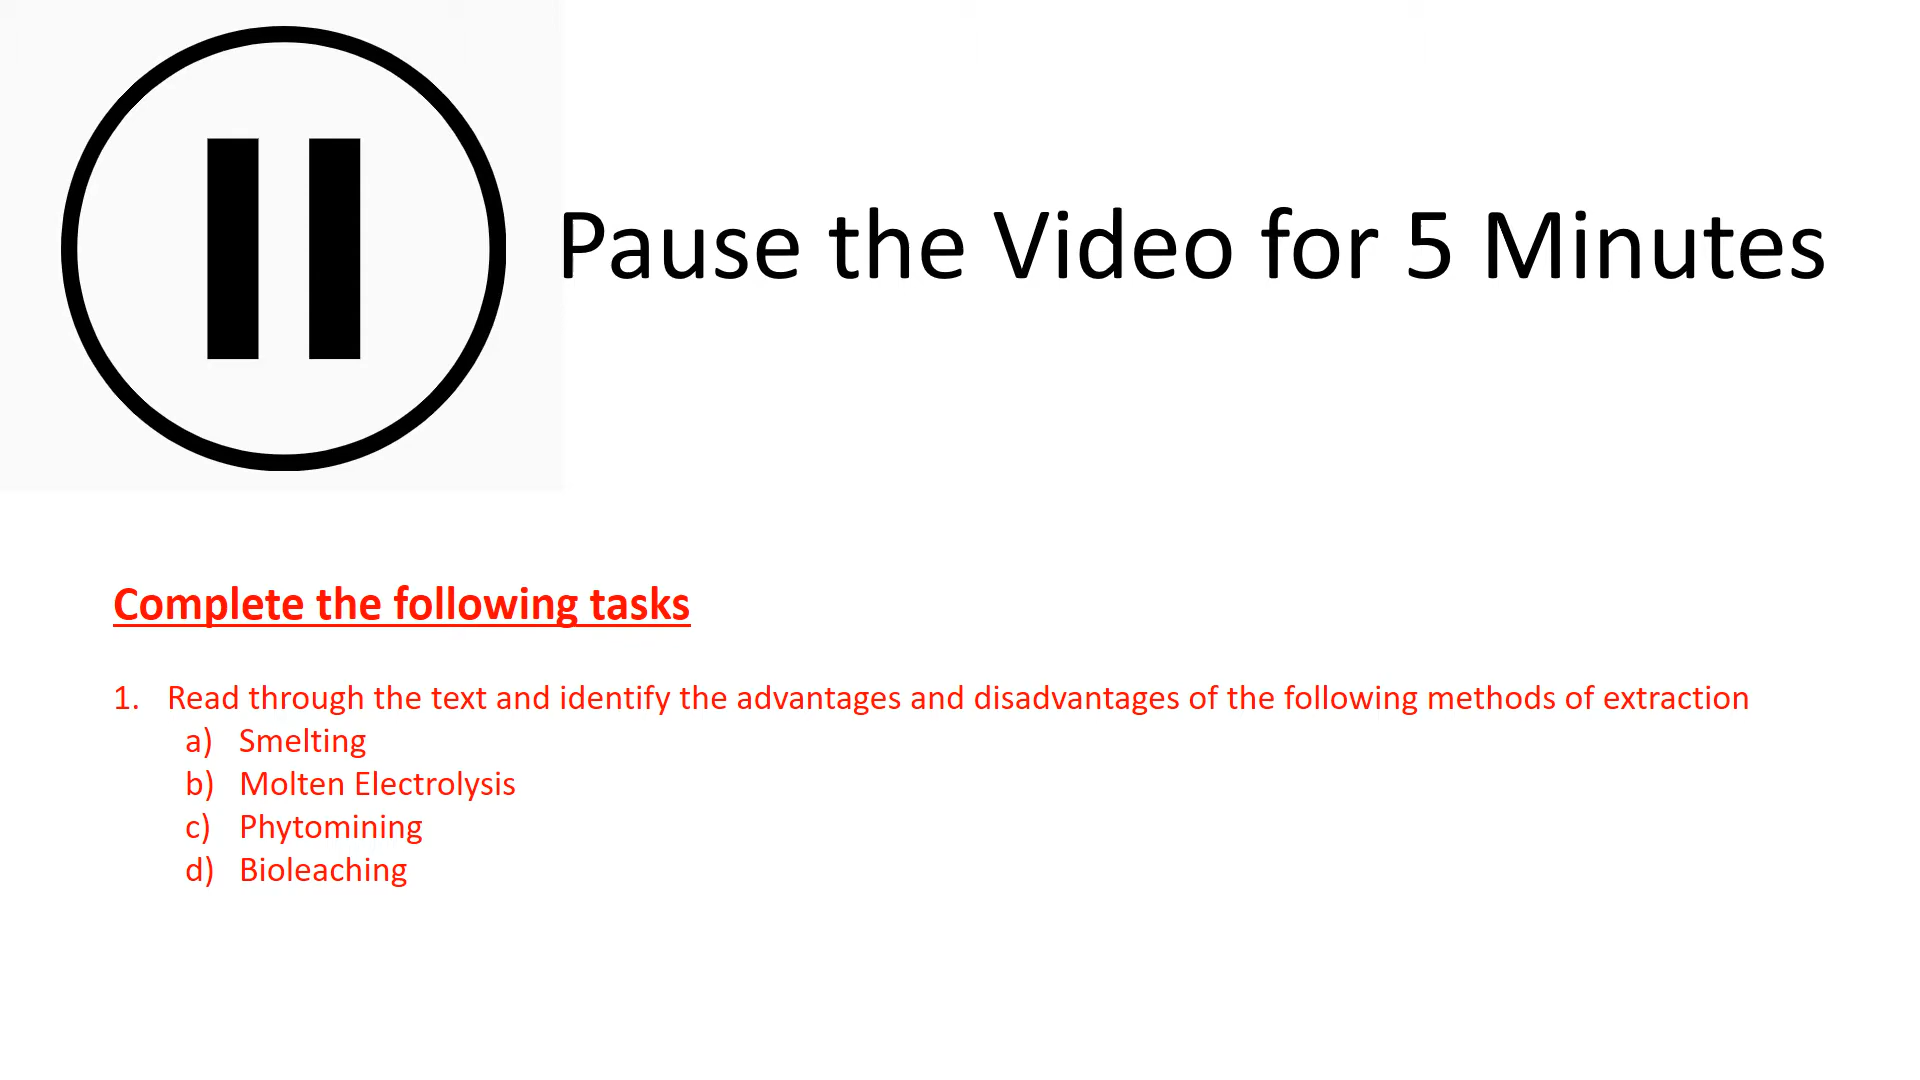 Pause the Video for 5 Minutes
Complete the following tasks
1. Read through the text and identify the advantages and disadvantages of the following methods of extraction
a) Smelting
b) Molten Electrolysis
c) Phytomining
d) Bioleaching